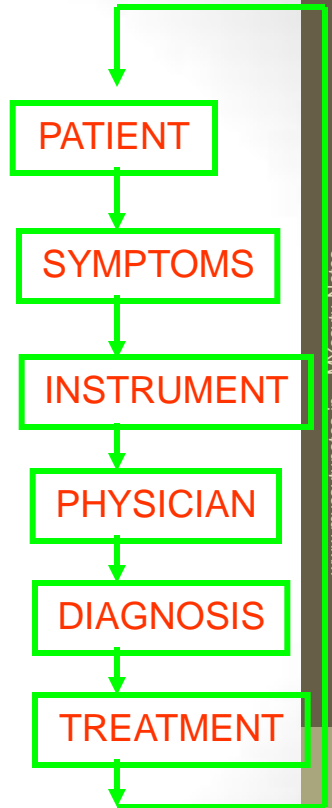 PATIENT
SYMPTOMS
INSTRUMENT
PHYSICIAN
DIAGNOSIS
TREATMENT